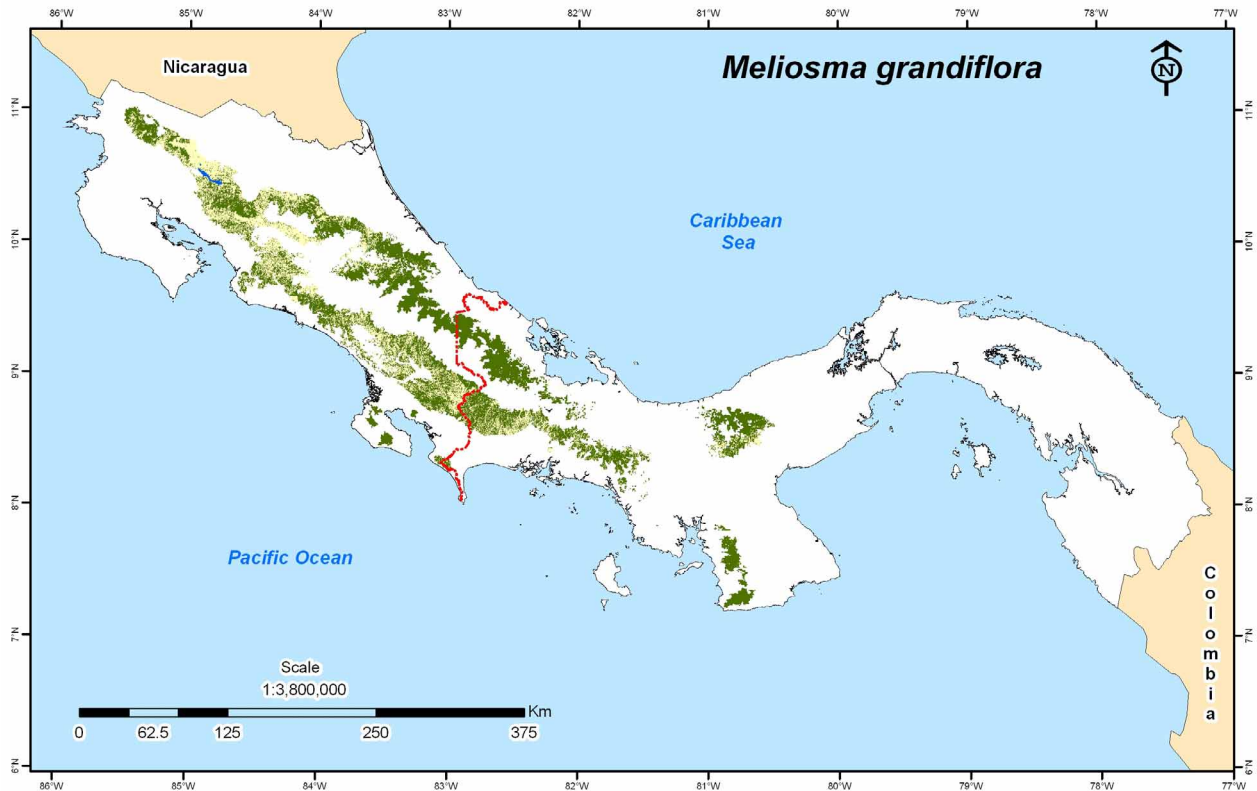 86°W 85°W 84°W 83°W 82°W 81°W 80°W 79°W 78°W 77°W
Nicaragua
Meliosma grandiflora
N
11°N 11°N
Caribbean
Sea
10°N 10°N
9°N 9°N
8°N 8°N
Pacific Ocean
Colombia
7°N 7°N
Scale
1:3,800,000
Km
0 62.5 125 250 375
6°N 6°N
86°W 85°W 84°W 83°W 82°W 81°W 80°W 79°W 78°W 77°W